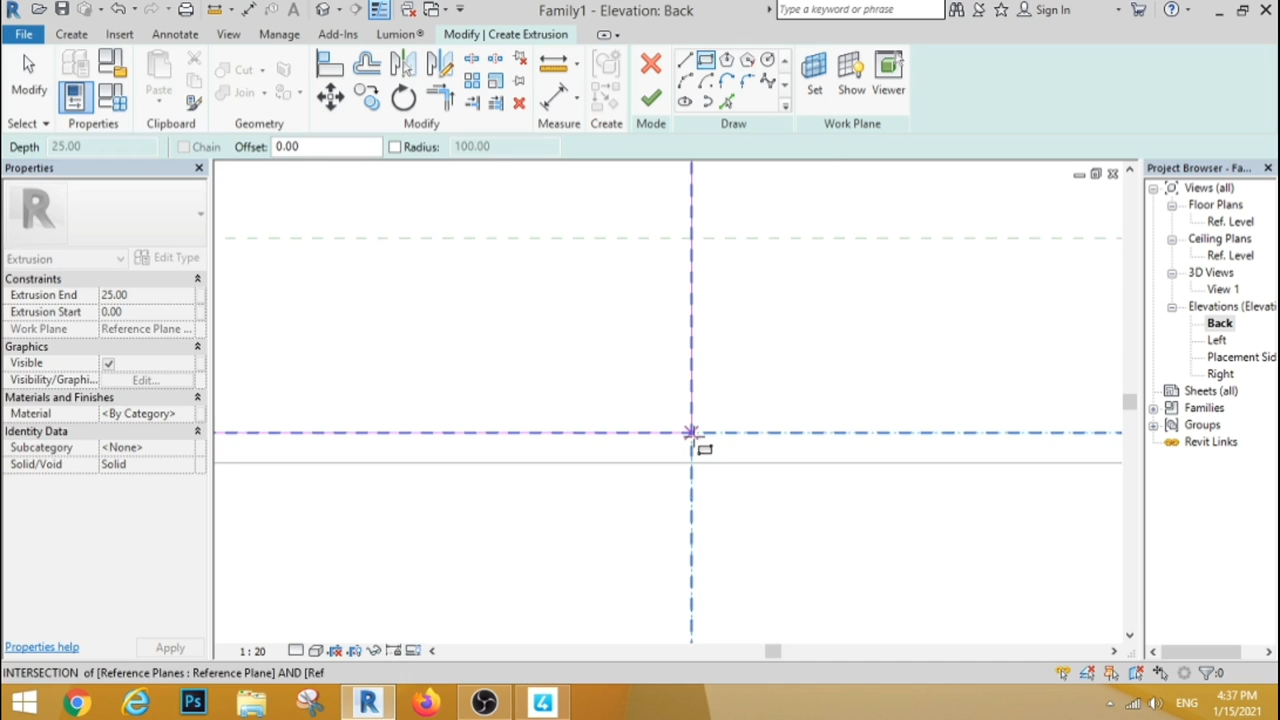 Family1 - Elevation: Back
Type a keyword or phrase
Sign In
File
Create
Insert
Annotate
View
Manage
Add-Ins
Lumion®
Modify | Create Extrusion
Modify
Paste
Cut
Join
Set
Show
Viewer
Select
Properties
Clipboard
Geometry
Modify
Measure
Create
Mode
Draw
Work Plane
Depth
25.00
Chain
Offset:
0.00
Radius:
100.00
Properties
Extrusion
Edit Type
Constraints
Extrusion End
25.00
Extrusion Start
0.00
Work Plane
Reference Plane ...
Graphics
Visible
Visibility/Graphi...
Edit...
Materials and Finishes
Material
<By Category>
Identity Data
Subcategory
<None>
Solid/Void
Solid
Properties help
Apply
1 : 20
Project Browser - Fa...
Views (all)
Floor Plans
Ref. Level
Ceiling Plans
Ref. Level
3D Views
View 1
Elevations (Elevati
Back
Left
Placement Sid
Right
Sheets (all)
Families
Groups
Revit Links
INTERSECTION of [Reference Planes : Reference Plane] AND [Ref
:0
ENG
4:37 PM
1/15/2021